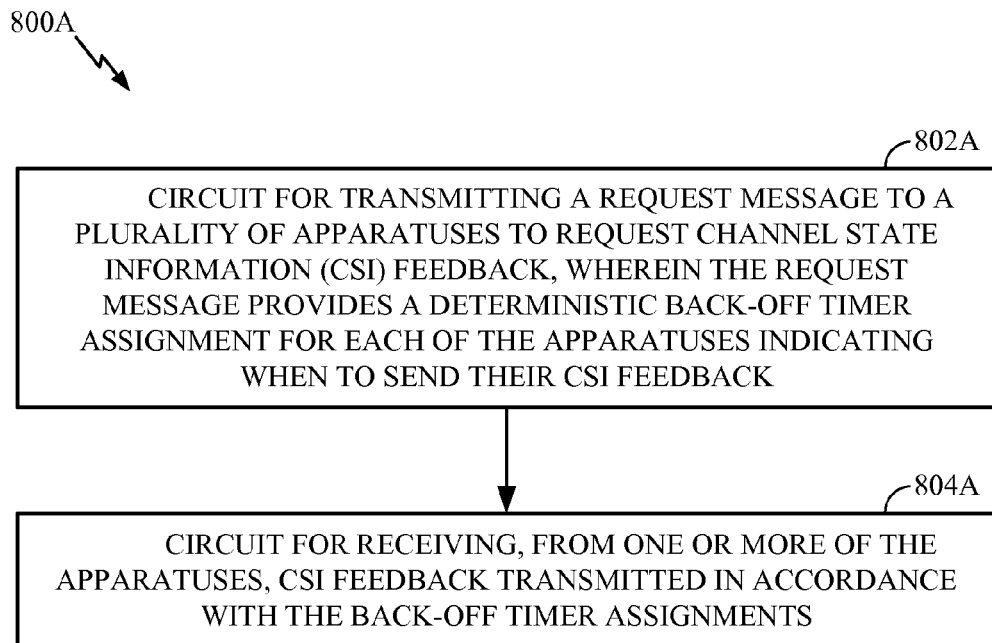 800A
802A
CIRCUIT FOR TRANSMITTING A REQUEST MESSAGE TO A
PLURALITY OF APPARATUSES TO REQUEST CHANNEL STATE
INFORMATION (CSI) FEEDBACK, WHEREIN THE REQUEST
MESSAGE PROVIDES A DETERMINISTIC BACK-OFF TIMER
ASSIGNMENT FOR EACH OF THE APPARATUSES INDICATING
WHEN TO SEND THEIR CSI FEEDBACK
804A
CIRCUIT FOR RECEIVING, FROM ONE OR MORE OF THE
APPARATUSES, CSI FEEDBACK TRANSMITTED IN ACCORDANCE
WITH THE BACK-OFF TIMER ASSIGNMENTS